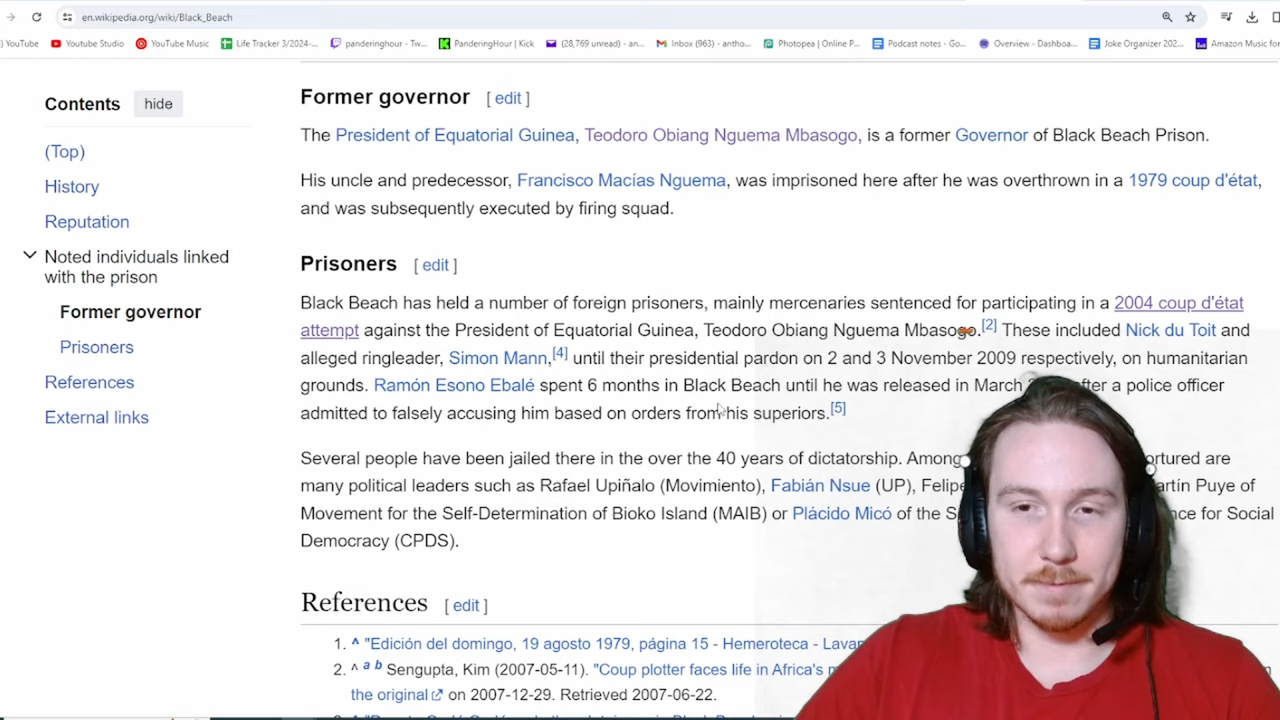 en.wikipedia.org/wiki/Black_Beach
YouTube
YouTube Studio
YouTube Music
Life Tracker 3/2024-...
panderinghour - Tw...
PanderingHour | Kick
(28,769 unread) - an...
Inbox (963) - antho...
Photopea | Online P...
Podcast notes - Go...
Overview - Dashboa...
Joke Organizer 202...
Amazon Music for
Contents hide
(Top)
History
Reputation
Noted individuals linked
with the prison
Former governor
Prisoners
References
External links
Former governor [ edit ]
The President of Equatorial Guinea, Teodoro Obiang Nguema Mbasogo, is a former Governor of Black Beach Prison.
His uncle and predecessor, Francisco Macías Nguema, was imprisoned here after he was overthrown in a 1979 coup d'état,
and was subsequently executed by firing squad.
Prisoners [ edit ]
Black Beach has held a number of foreign prisoners, mainly mercenaries sentenced for participating in a 2004 coup d'état
attempt against the President of Equatorial Guinea, Teodoro Obiang Nguema Mbasogo.[2] These included Nick du Toit and
alleged ringleader, Simon Mann,[4] until their presidential pardon on 2 and 3 November 2009 respectively, on humanitarian
grounds. Ramón Esono Ebalé spent 6 months in Black Beach until he was released in March after a police officer
admitted to falsely accusing him based on orders from his superiors.[5]
Several people have been jailed there in the over the 40 years of dictatorship. Among are
many political leaders such as Rafael Upiñalo (Movimiento), Fabián Nsue (UP), Puye of
Movement for the Self-Determination of Bioko Island (MAIB) or Plácido Micó of the for Social
Democracy (CPDS).
References [ edit ]
1. ^ "Edición del domingo, 19 agosto 1979, página 15 - Hemeroteca -
2. ^ a b Sengupta, Kim (2007-05-11). "Coup plotter faces life in Africa's
the original on 2007-12-29. Retrieved 2007-06-22.